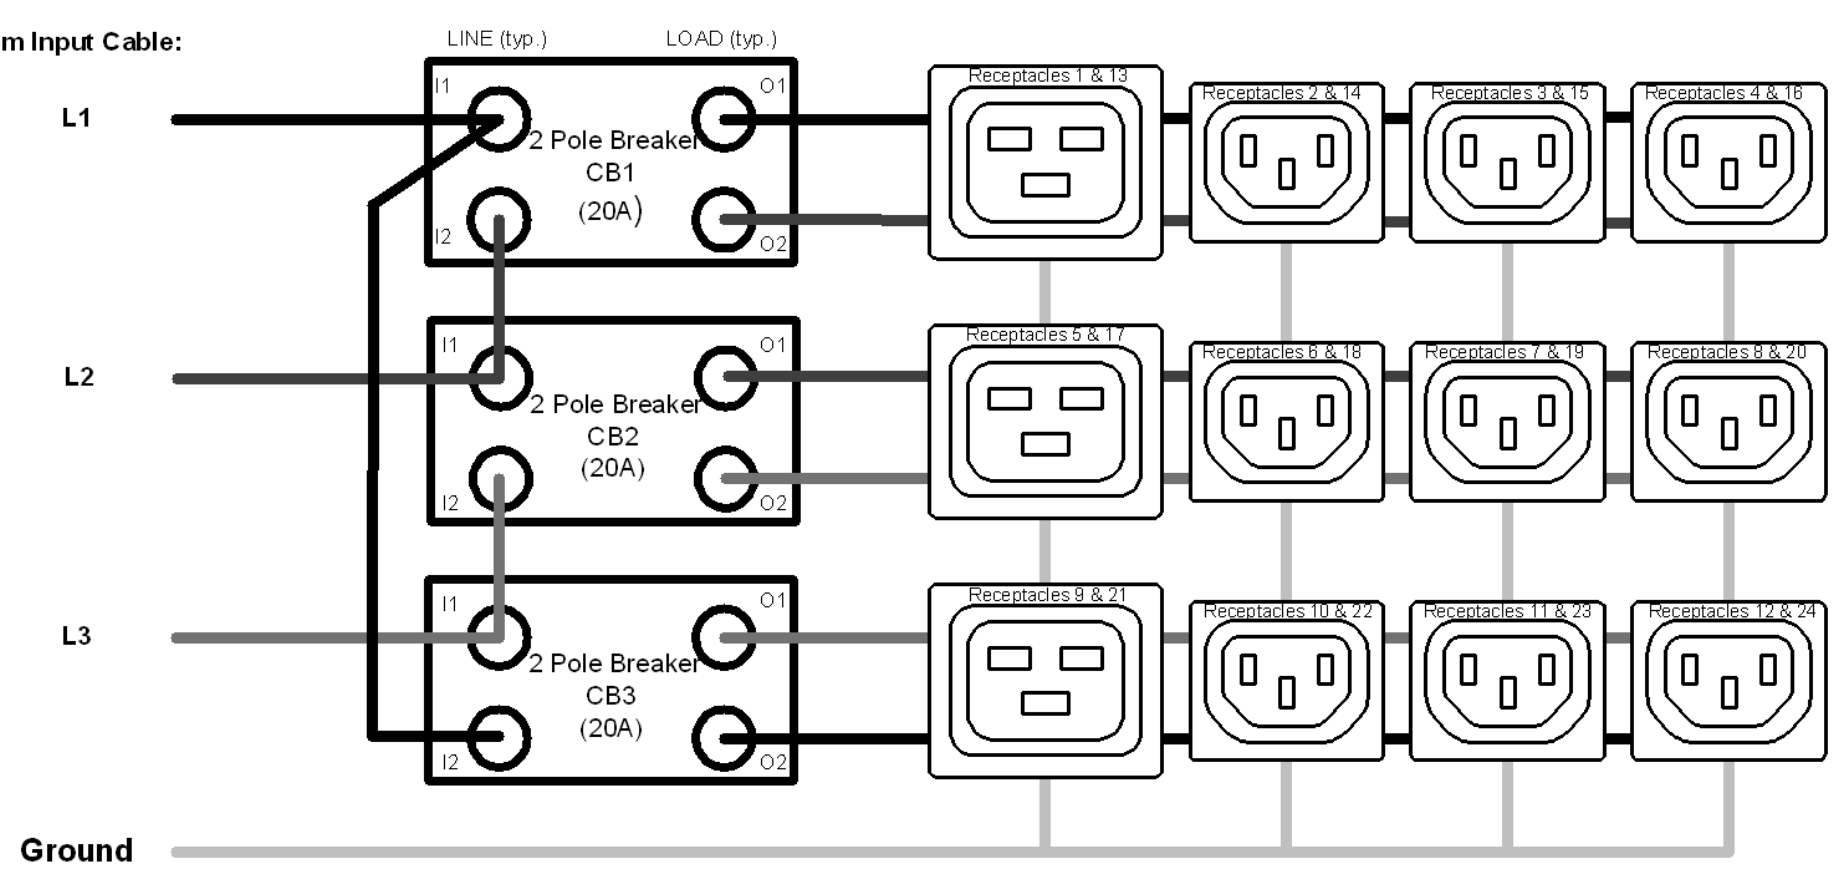 m Input Cable:
LINE (typ.)
LOAD (typ.)
L1
I1
O1
2 Pole Breaker
CB1
(20A)
I2
O2
Receptacles 1 & 13
Receptacles 2 & 14
Receptacles 3 & 15
Receptacles 4 & 16
L2
I1
O1
2 Pole Breaker
CB2
(20A)
I2
O2
Receptacles 5 & 17
Receptacles 6 & 18
Receptacles 7 & 19
Receptacles 8 & 20
L3
I1
O1
2 Pole Breaker
CB3
(20A)
I2
O2
Receptacles 9 & 21
Receptacles 10 & 22
Receptacles 11 & 23
Receptacles 12 & 24
Ground